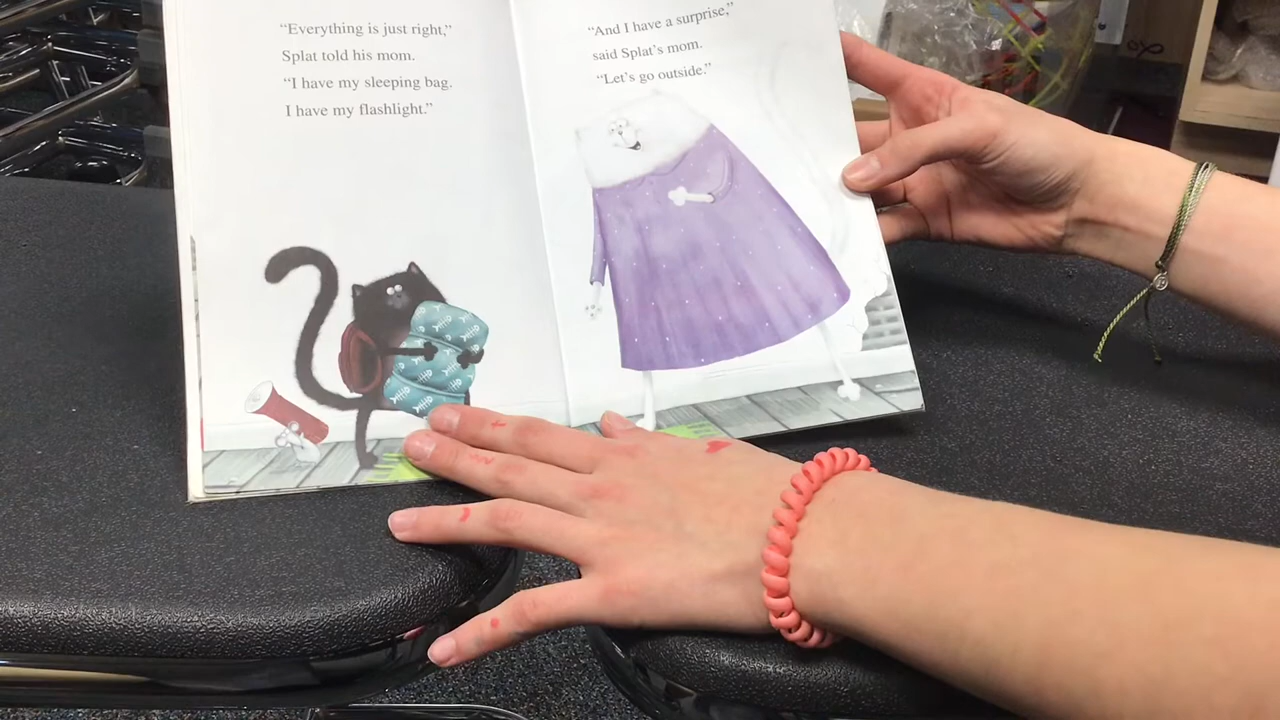 “Everything is just right,”
Splat told his mom.
“I have my sleeping bag.
I have my flashlight.”
“And I have a surprise,”
said Splat’s mom.
“Let’s go outside.”